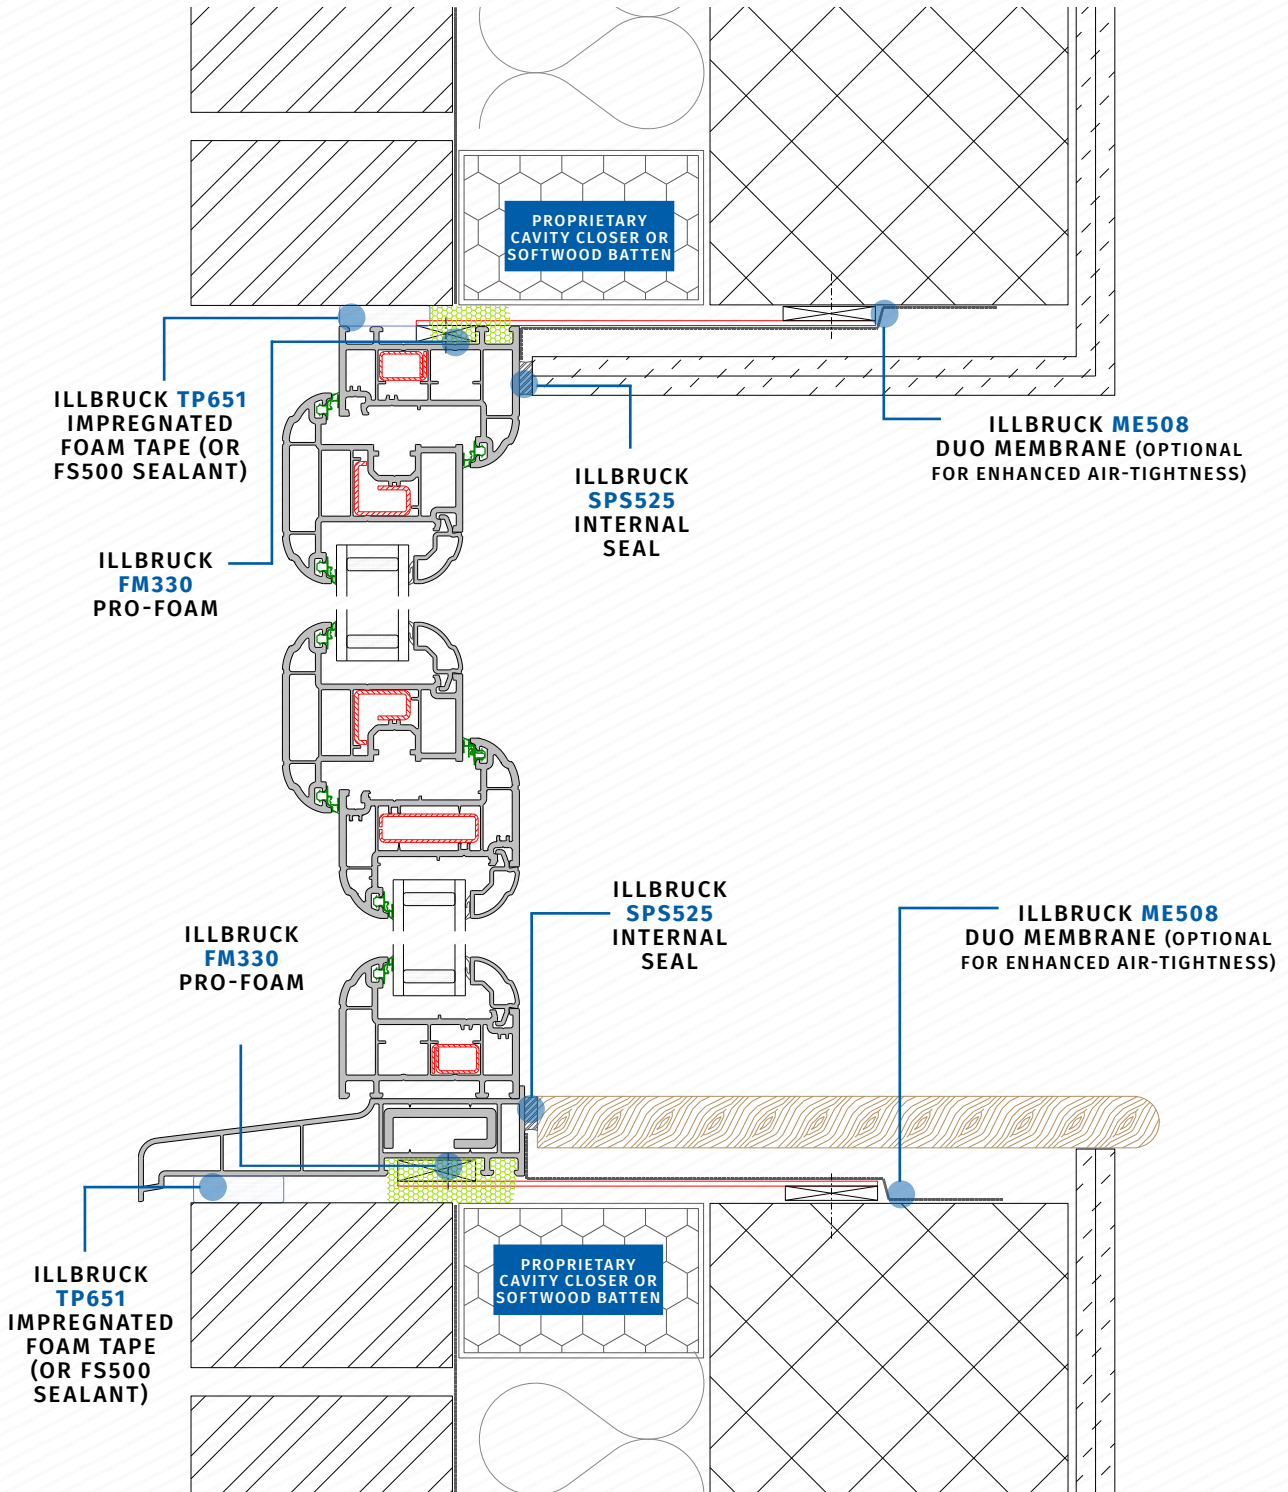 PROPRIETARY
CAVITY CLOSER OR
SOFTWOOD BATTEN
ILLBRUCK TP651
IMPREGNATED
FOAM TAPE (OR
FS500 SEALANT)
ILLBRUCK ME508
DUO MEMBRANE (OPTIONAL
FOR ENHANCED AIR-TIGHTNESS)
ILLBRUCK
SPS525
INTERNAL
SEAL
ILLBRUCK
FM330
PRO-FOAM
ILLBRUCK
SPS525
INTERNAL
SEAL
ILLBRUCK ME508
DUO MEMBRANE (OPTIONAL
FOR ENHANCED AIR-TIGHTNESS)
ILLBRUCK
FM330
PRO-FOAM
PROPRIETARY
CAVITY CLOSER OR
SOFTWOOD BATTEN
ILLBRUCK
TP651
IMPREGNATED
FOAM TAPE
(OR FS500
SEALANT)